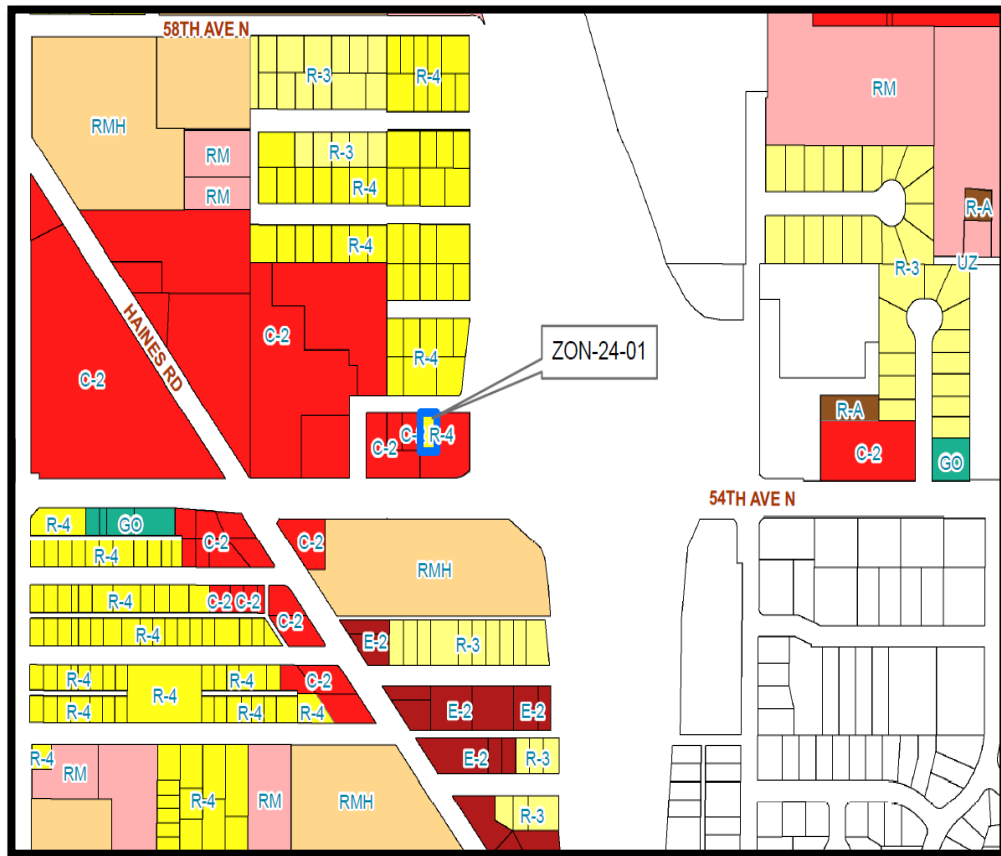 58TH AVE N
R-3
R-4
RM
RMH
RM
R-3
RM
R-4
R-A
R-4
R-3
UZ
HAINES RD
C-2
ZON-24-01
R-4
C-2
R-A
C-2
R-4
C-2
C-2
GO
54TH AVE N
R-4
GO
C-2
C-2
R-4
RMH
R-4
C-2
C-2
C-2
R-4
E-2
R-3
R-4
R-4
C-2
R-4
R-4
R-4
R-4
E-2
E-2
R-4
E-2
R-3
RM
R-4
RM
RMH
R-3